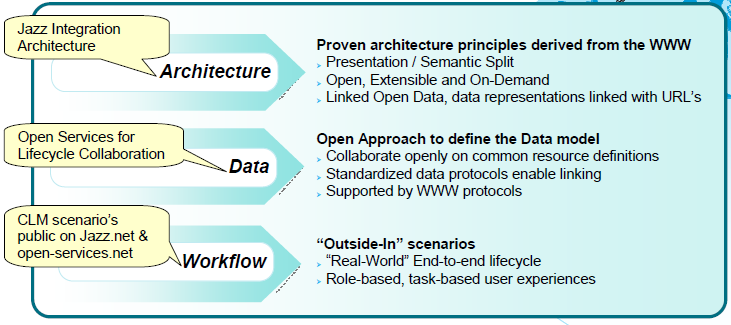 Jazz Integration
Architecture
Architecture
Proven architecture principles derived from the WWW
Presentation / Semantic Split
Open, Extensible and On-Demand
Linked Open Data, data representations linked with URL's
Open Services for
Lifecycle Collaboration
Data
Open Approach to define the Data model
Collaborate openly on common resource definitions
Standardized data protocols enable linking
Supported by WWW protocols
CLM scenario's
public on Jazz.net &
open-services.net
Workflow
“Outside-In” scenarios
“Real-World” End-to-end lifecycle
Role-based, task-based user experiences